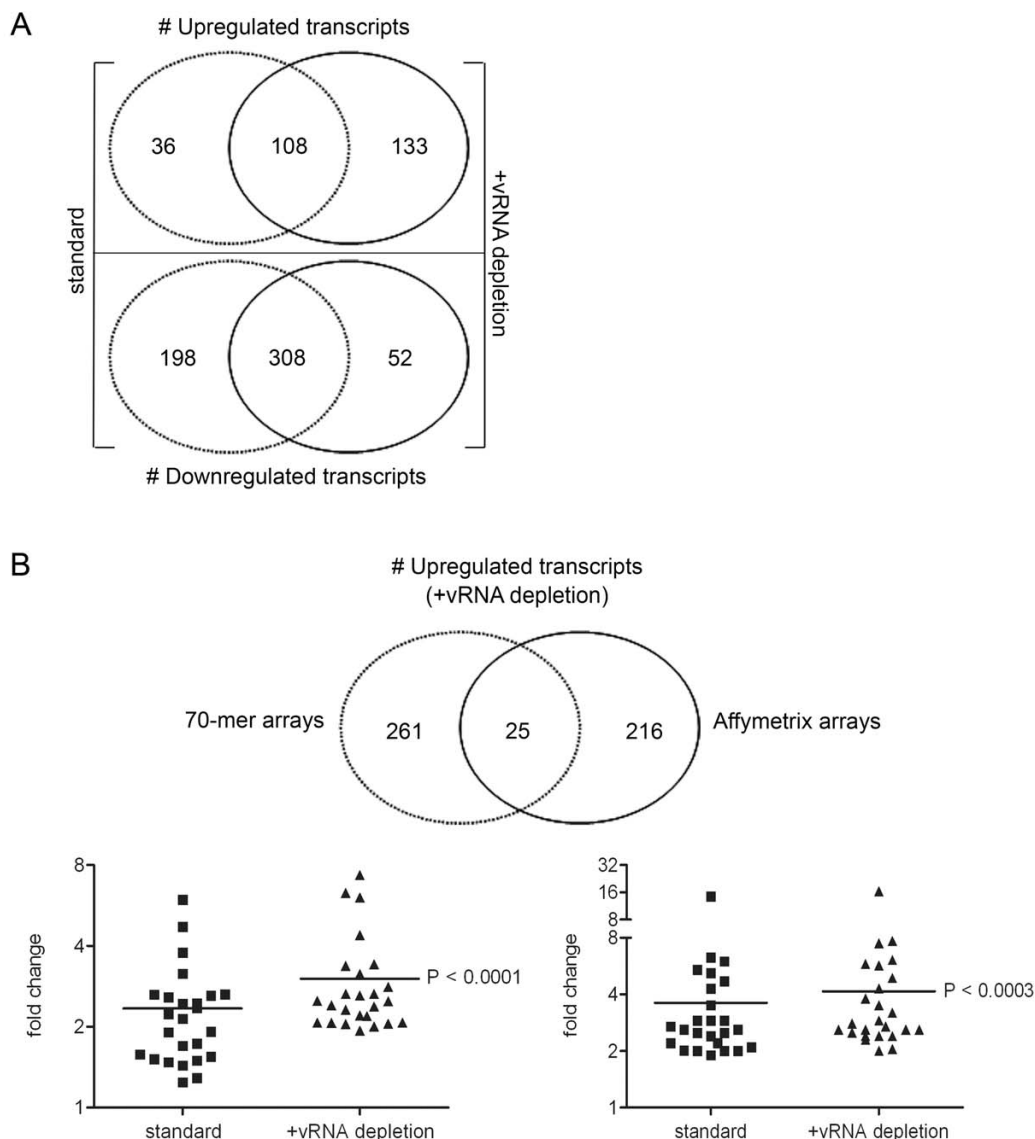 A
# Upregulated transcripts
36 108 133
standard
+vRNA depletion
198 308 52
# Downregulated transcripts
B
# Upregulated transcripts
(+vRNA depletion)
70-mer arrays
261 25 216
Affymetrix arrays
8
4
2
1
fold change
P < 0.0001
standard
+vRNA depletion
32
16
8
8
4
2
1
fold change
P < 0.0003
standard
+vRNA depletion